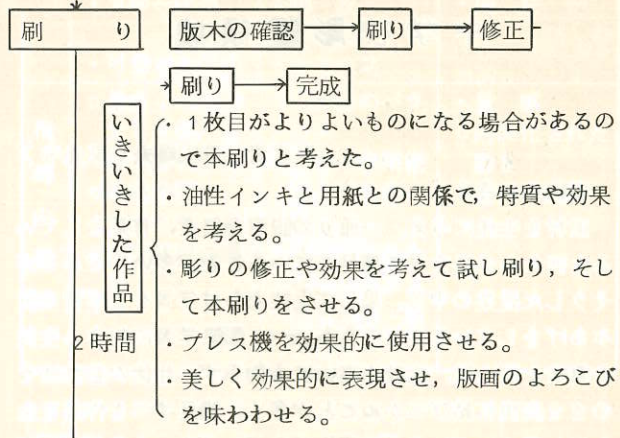 刷　り
版木の確認 → 刷り → 修正
→ 刷り → 完成
いきいきした作品
・1枚目がよりよいものになる場合があるの
で本刷りと考えた。
・油性インキと用紙との関係で，特質や効果
を考える。
・彫りの修正や効果を考えて試し刷り，そし
て本刷りをさせる。
2時間
・プレス機を効果的に使用させる。
・美しく効果的に表現させ，版画のよろこび
を味わわせる。